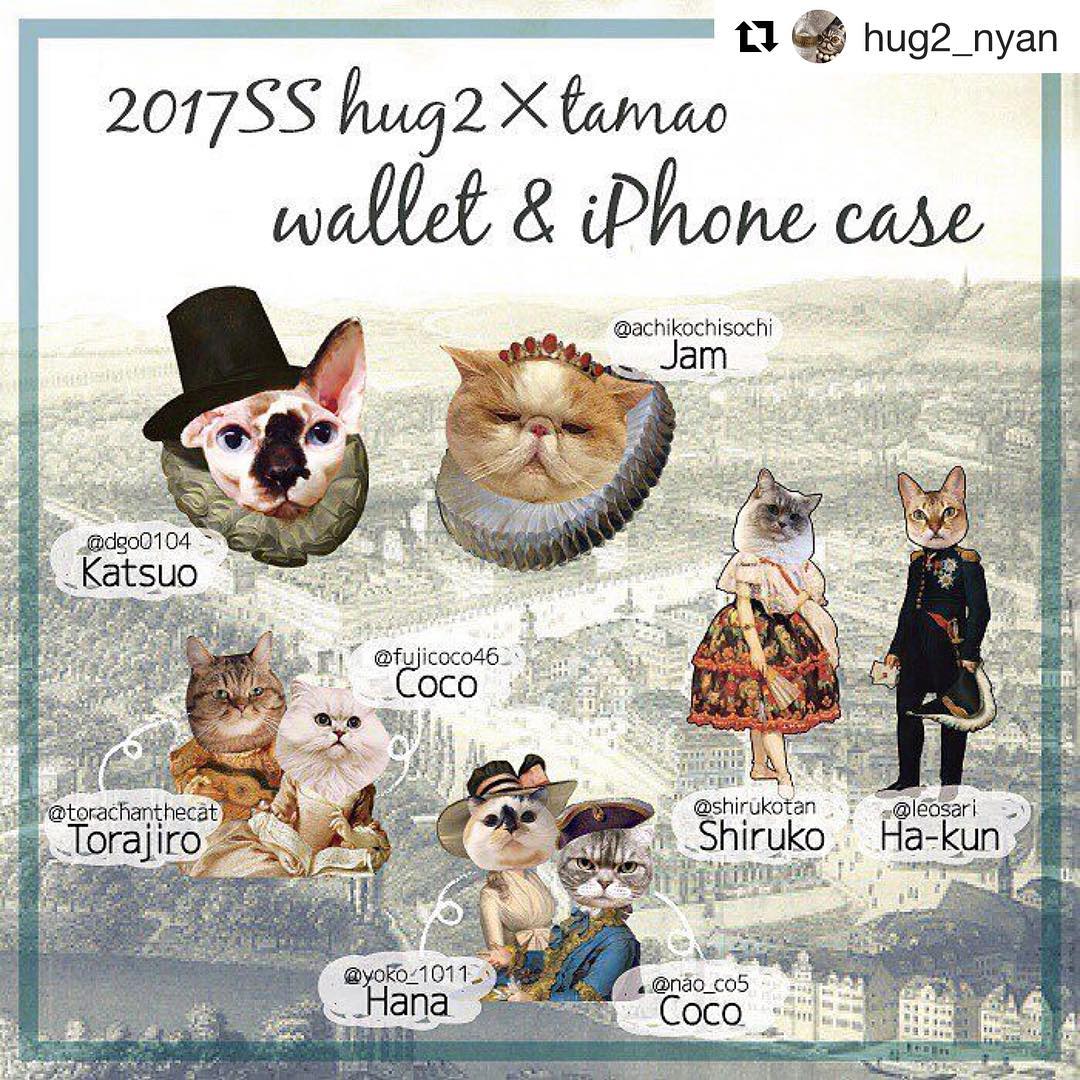 hug2_nyan
2017SS hug2×tamao
wallet & iPhone case
@achikochisochi
Jam
@dgo0104
Katsuo
@fujicoco46
Coco
@torachanthecat
Torajiro
@shirukotan
Shiruko
@leosari
Ha-kun
@yoko_1011
Hana
@nao_co5
Coco